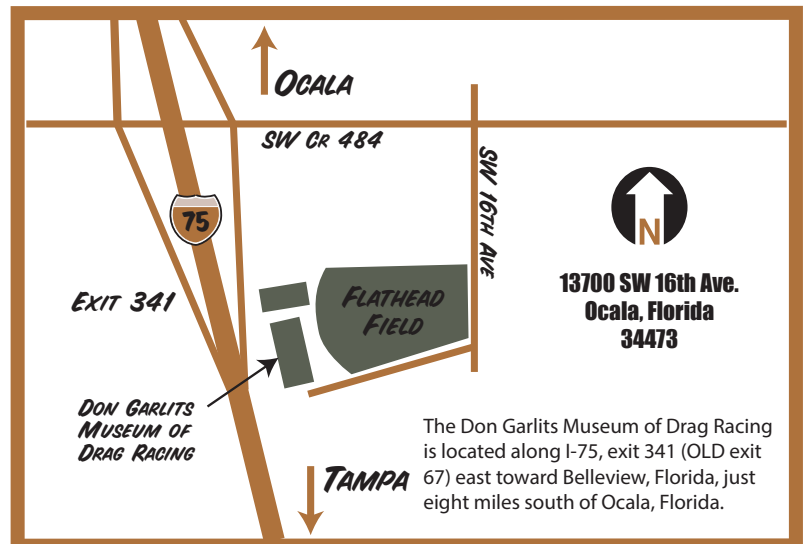 Ocala
SW Cr 484
SW 16th Ave
75
N
13700 SW 16th Ave.
Ocala, Florida
34473
Exit 341
Flathead
Field
Don Garlits
Museum of
Drag Racing
Tampa
The Don Garlits Museum of Drag Racing
is located along I-75, exit 341 (OLD exit
67) east toward Belleview, Florida, just
eight miles south of Ocala, Florida.